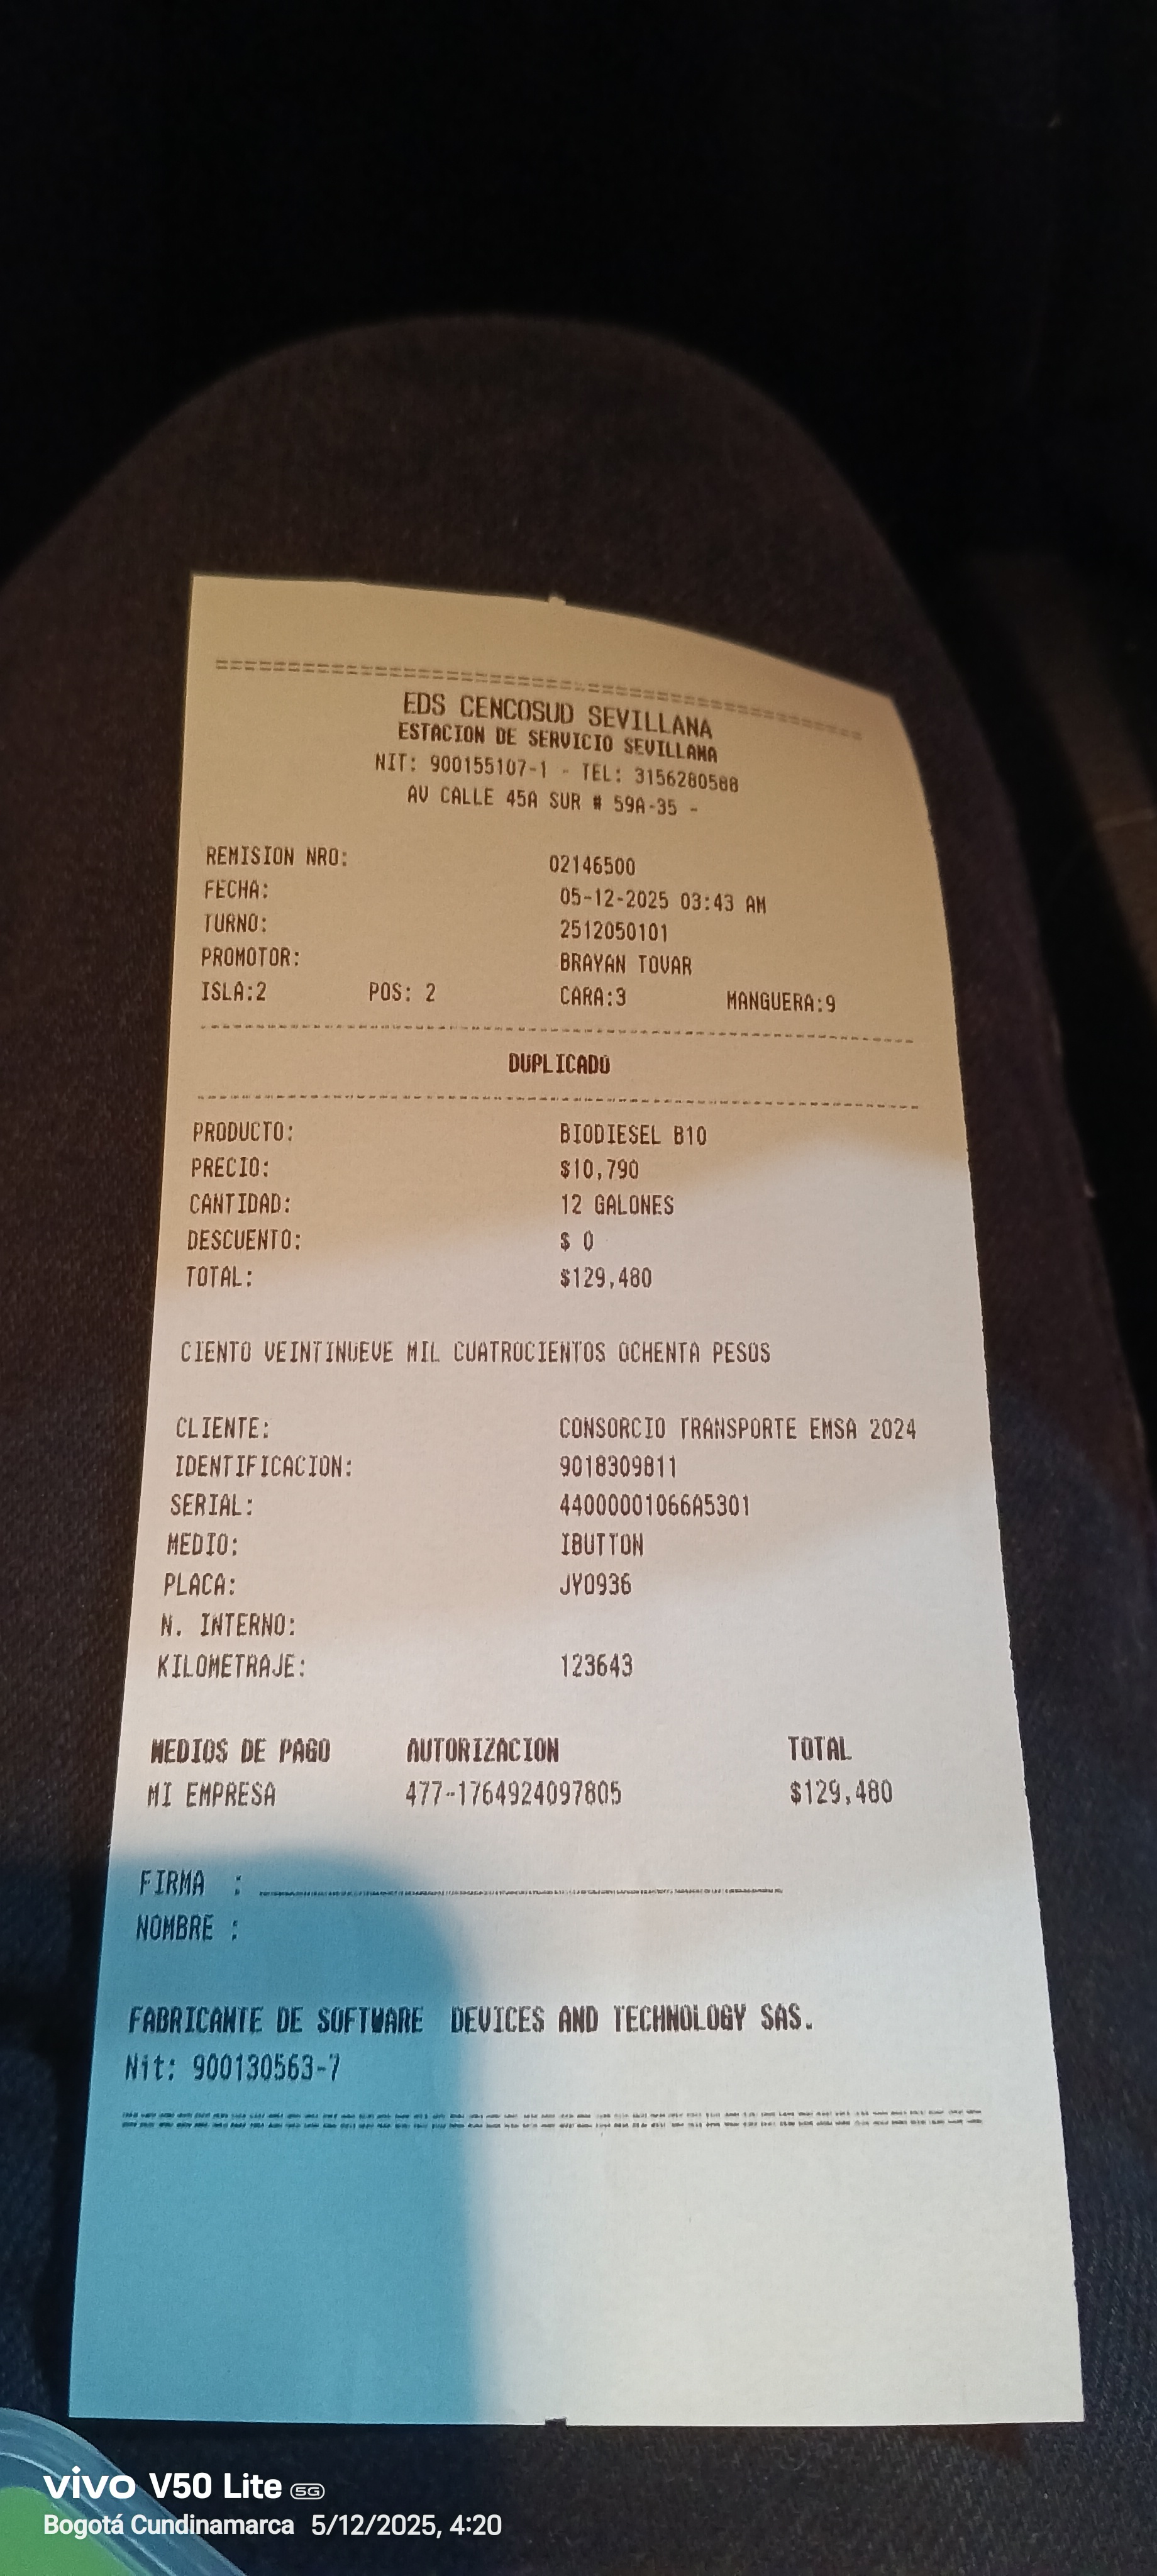 ================================================
EDS CENCOSUD SEVILLANA
ESTACION DE SERVICIO SEVILLANA
NIT: 900155107-1 - TEL: 3156280588
AV CALLE 45A SUR # 59A-35 -
REMISION NRO: 02146500
FECHA: 05-12-2025 03:43 AM
TURNO: 2512050101
PROMOTOR: BRAYAN TOVAR
ISLA:2 POS: 2 CARA:3 MANGUERA:9
------------------------------------------------
DUPLICADO
------------------------------------------------
PRODUCTO: BIODIESEL B10
PRECIO: $10,790
CANTIDAD: 12 GALONES
DESCUENTO: $ 0
TOTAL: $129,480
CIENTO VEINTINUEVE MIL CUATROCIENTOS OCHENTA PESOS
CLIENTE: CONSORCIO TRANSPORTE EMSA 2024
IDENTIFICACION: 9018309811
SERIAL: 44000001066A5301
MEDIO: IBUTTON
PLACA: JYO936
N. INTERNO:
KILOMETRAJE: 123643
MEDIOS DE PAGO AUTORIZACION TOTAL
MI EMPRESA 477-1764924097805 $129,480
FIRMA : ____________________________________
NOMBRE :
FABRICANTE DE SOFTWARE DEVICES AND TECHNOLOGY SAS.
Nit: 900130563-7
================================================
vivo V50 Lite 5G
Bogotá Cundinamarca 5/12/2025, 4:20